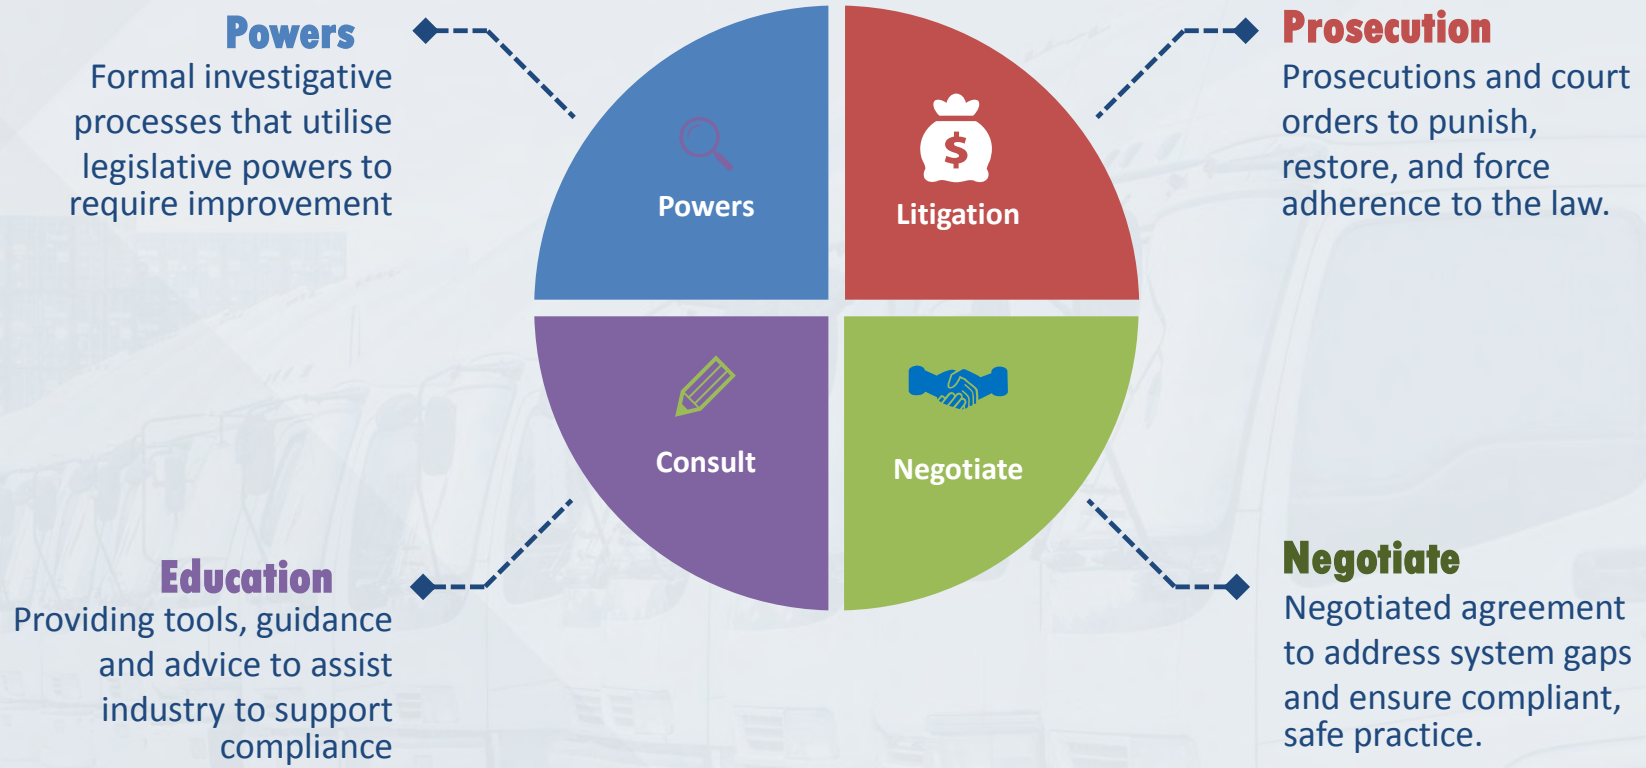 Powers
Formal investigative
processes that utilise
legislative powers to
require improvement
Prosecution
Prosecutions and court
orders to punish,
restore, and force
adherence to the law.
Powers
$
Litigation
Consult
Negotiate
Education
Providing tools, guidance
and advice to assist
industry to support
compliance
Negotiate
Negotiated agreement
to address system gaps
and ensure compliant,
safe practice.